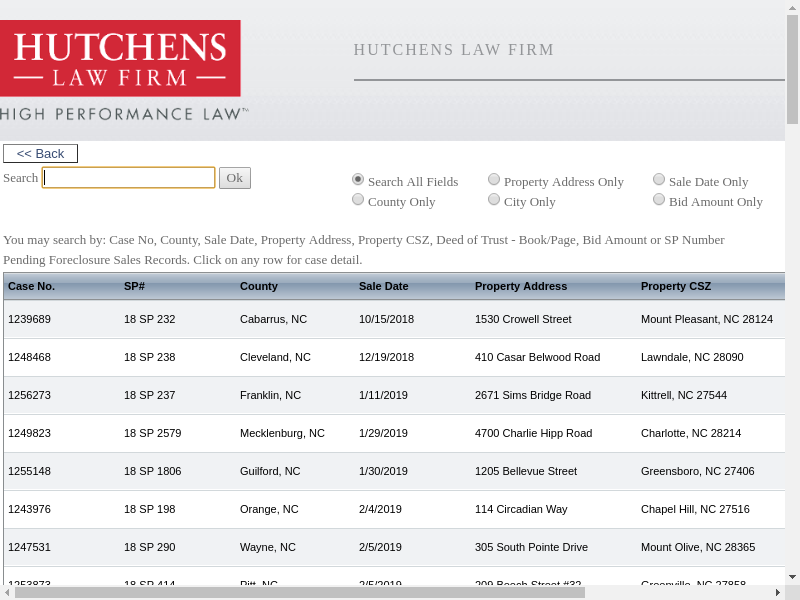 HUTCHENS
LAW FIRM
HIGH PERFORMANCE LAW™
HUTCHENS LAW FIRM
<< Back
Search Ok
Search All Fields Property Address Only Sale Date Only
County Only City Only Bid Amount Only
You may search by: Case No, County, Sale Date, Property Address, Property CSZ, Deed of Trust - Book/Page, Bid Amount or SP Number
Pending Foreclosure Sales Records. Click on any row for case detail.
Case No. SP# County Sale Date Property Address Property CSZ
1239689 18 SP 232 Cabarrus, NC 10/15/2018 1530 Crowell Street Mount Pleasant, NC 28124
1248468 18 SP 238 Cleveland, NC 12/19/2018 410 Casar Belwood Road Lawndale, NC 28090
1256273 18 SP 237 Franklin, NC 1/11/2019 2671 Sims Bridge Road Kittrell, NC 27544
1249823 18 SP 2579 Mecklenburg, NC 1/29/2019 4700 Charlie Hipp Road Charlotte, NC 28214
1255148 18 SP 1806 Guilford, NC 1/30/2019 1205 Bellevue Street Greensboro, NC 27406
1243976 18 SP 198 Orange, NC 2/4/2019 114 Circadian Way Chapel Hill, NC 27516
1247531 18 SP 290 Wayne, NC 2/5/2019 305 South Pointe Drive Mount Olive, NC 28365
1253873 18 SP 414 Pitt, NC 2/5/2019 209 Beech Street #32 Greenville, NC 27858